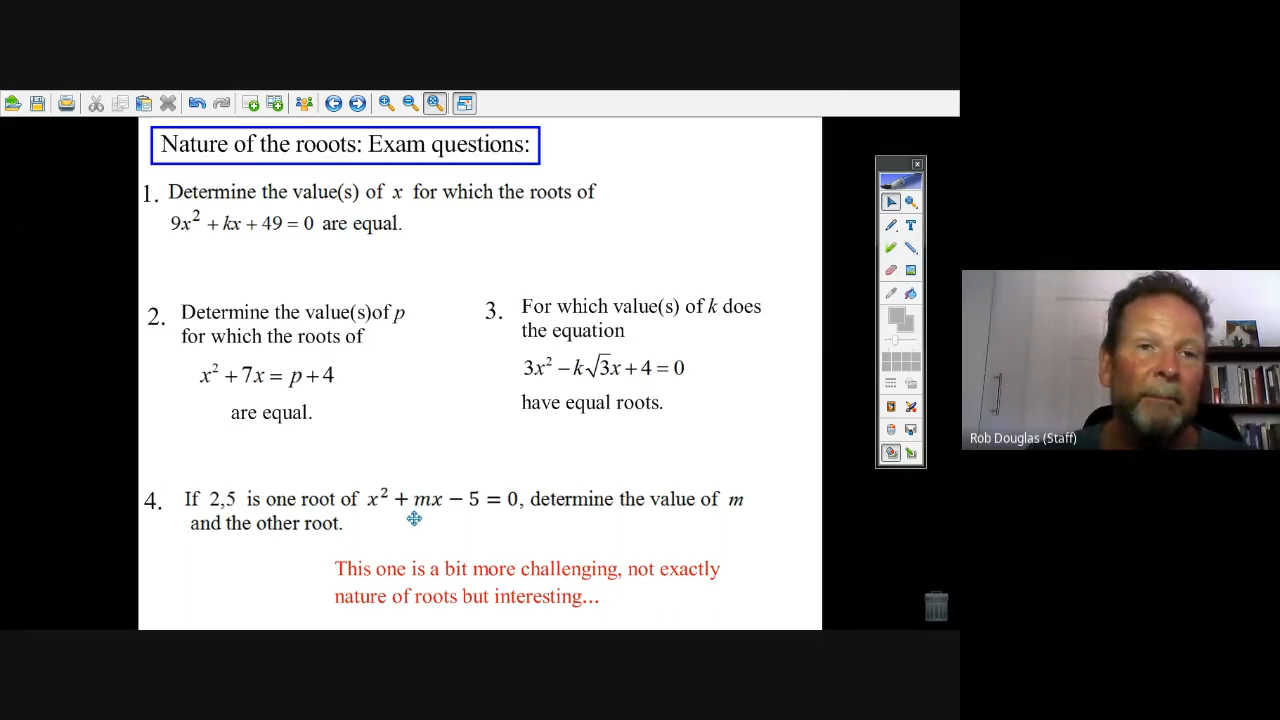 Nature of the rooots: Exam questions:
1. Determine the value(s) of x for which the roots of
9x² + kx + 49 = 0 are equal.
2. Determine the value(s)of p
for which the roots of
x² + 7x = p + 4
are equal.
3. For which value(s) of k does
the equation
3x² − k√3x + 4 = 0
have equal roots.
4. If 2,5 is one root of x² + mx − 5 = 0, determine the value of m
and the other root.
This one is a bit more challenging, not exactly
nature of roots but interesting...
Rob Douglas (Staff)